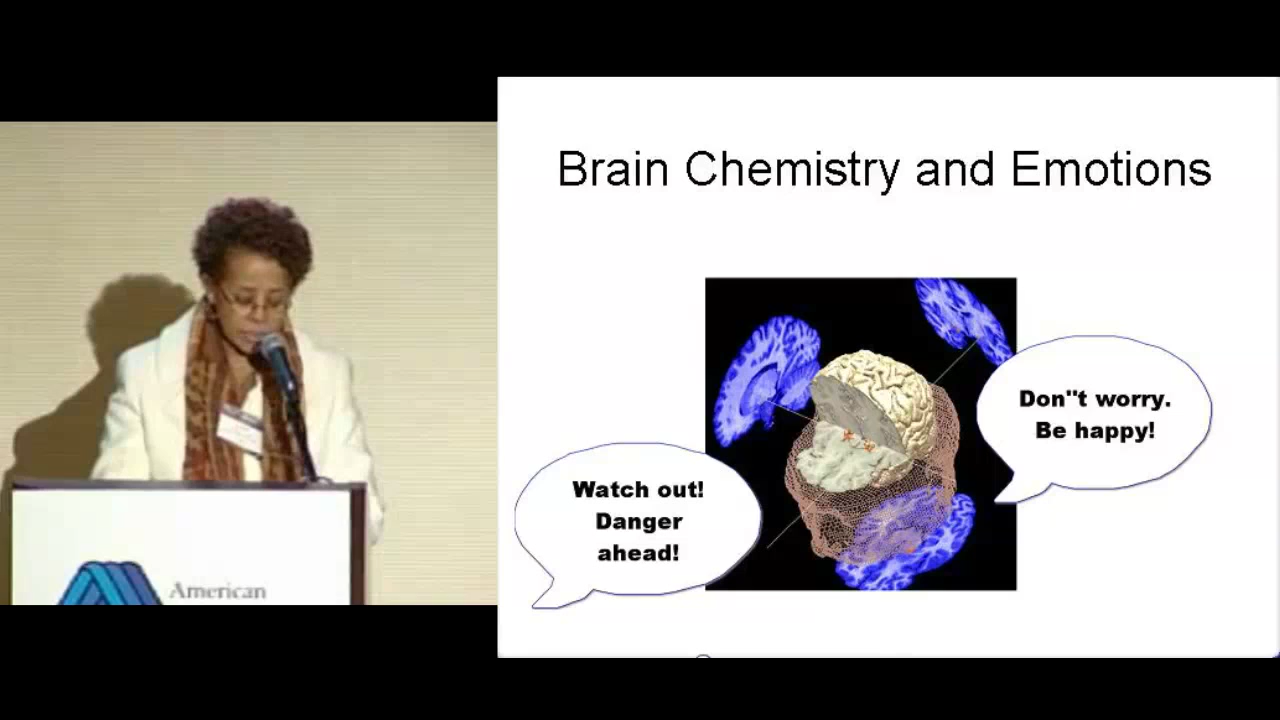 Brain Chemistry and Emotions
Don"t worry.
Be happy!
Watch out!
Danger
ahead!
American